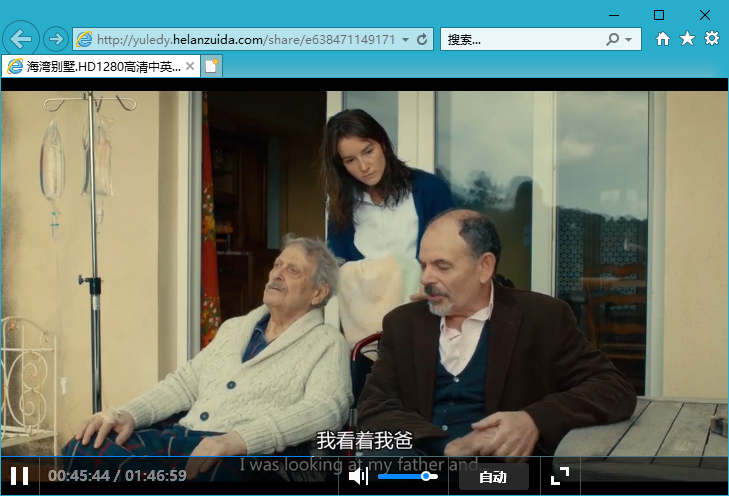 http://yuledy.helanzuida.com/share/e638471149171
搜索...
海湾别墅.HD1280高清中英...
我看着我爸
I was looking at my father and
00:45:44 / 01:46:59
自动